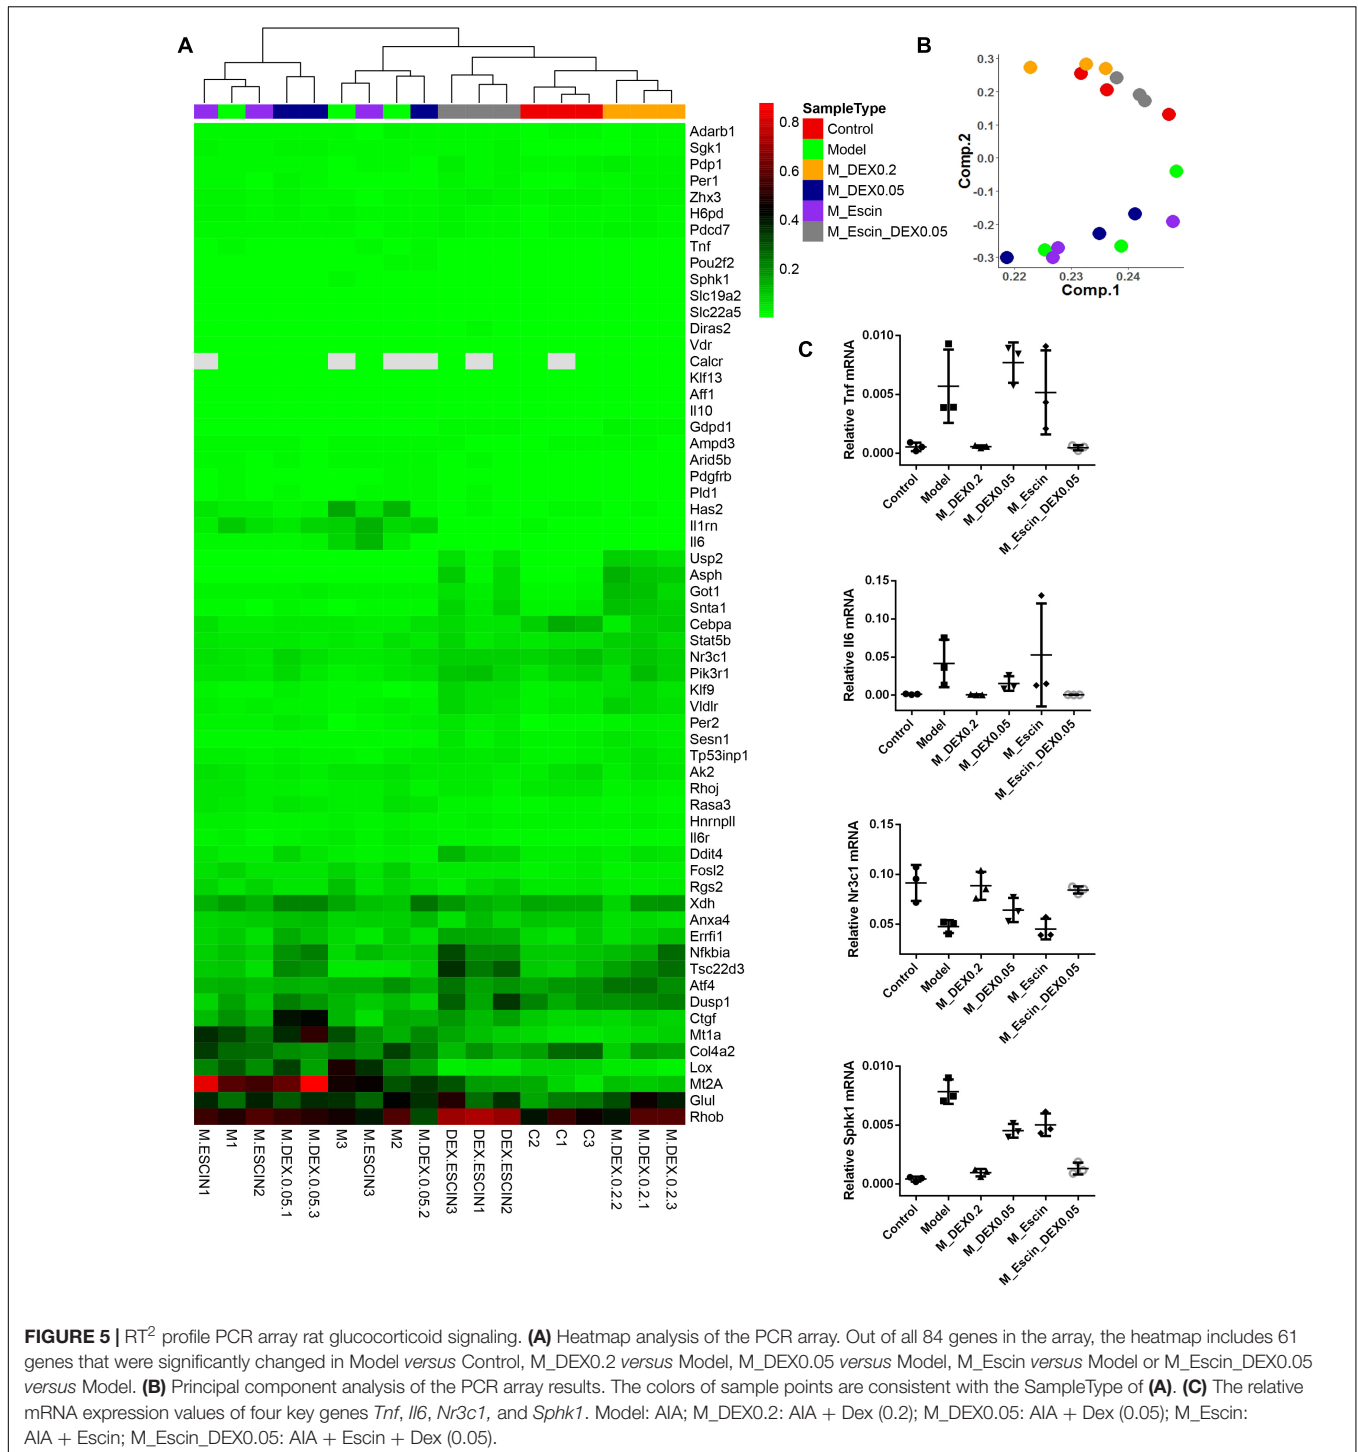 A
Adarb1
Sgk1
Pdp1
Per1
Zhx3
H6pd
Pdcd7
Tnf
Pou2f2
Sphk1
Slc19a2
Slc22a5
Diras2
Vdr
Calcr
Klf13
Aff1
Il10
Gdpd1
Ampd3
Arid5b
Pdgfrb
Pld1
Has2
Il1rn
Il6
Usp2
Asph
Got1
Snta1
Cebpa
Stat5b
Nr3c1
Pik3r1
Klf9
Vldlr
Per2
Sesn1
Tp53inp1
Ak2
Rhoj
Rasa3
Hnrnpll
Il6r
Ddit4
Fosl2
Rgs2
Xdh
Anxa4
Errfi1
Nfkbia
Tsc22d3
Atf4
Dusp1
Ctgf
Mt1a
Col4a2
Lox
Mt2A
Glul
Rhob
M.ESCIN1
M1
M.ESCIN2
M.DEX.0.05.1
M.DEX.0.05.3
M3
M.ESCIN3
M2
M.DEX.0.05.2
DEX.ESCIN3
DEX.ESCIN1
DEX.ESCIN2
C2
C1
C3
M.DEX.0.2.2
M.DEX.0.2.1
M.DEX.0.2.3
0.8
0.6
0.4
0.2
SampleType
Control
Model
M_DEX0.2
M_DEX0.05
M_Escin
M_Escin_DEX0.05
B
Comp.2
0.3
0.2
0.1
0.0
-0.1
-0.2
-0.3
0.22
0.23
0.24
Comp.1
C
Relative Tnf mRNA
0.010
0.005
0.000
Control
Model
M_DEX0.2
M_DEX0.05
M_Escin
M_Escin_DEX0.05
Relative Il6 mRNA
0.15
0.10
0.05
0.00
Control
Model
M_DEX0.2
M_DEX0.05
M_Escin
M_Escin_DEX0.05
Relative Nr3c1 mRNA
0.15
0.10
0.05
Control
Model
M_DEX0.2
M_DEX0.05
M_Escin
M_Escin_DEX0.05
Relative Sphk1 mRNA
0.010
0.005
0.000
Control
Model
M_DEX0.2
M_DEX0.05
M_Escin
M_Escin_DEX0.05
FIGURE 5 | RT² profile PCR array rat glucocorticoid signaling. (A) Heatmap analysis of the PCR array. Out of all 84 genes in the array, the heatmap includes 61
genes that were significantly changed in Model versus Control, M_DEX0.2 versus Model, M_DEX0.05 versus Model, M_Escin versus Model or M_Escin_DEX0.05
versus Model. (B) Principal component analysis of the PCR array results. The colors of sample points are consistent with the SampleType of (A). (C) The relative
mRNA expression values of four key genes Tnf, Il6, Nr3c1, and Sphk1. Model: AIA; M_DEX0.2: AIA + Dex (0.2); M_DEX0.05: AIA + Dex (0.05); M_Escin:
AIA + Escin; M_Escin_DEX0.05: AIA + Escin + Dex (0.05).